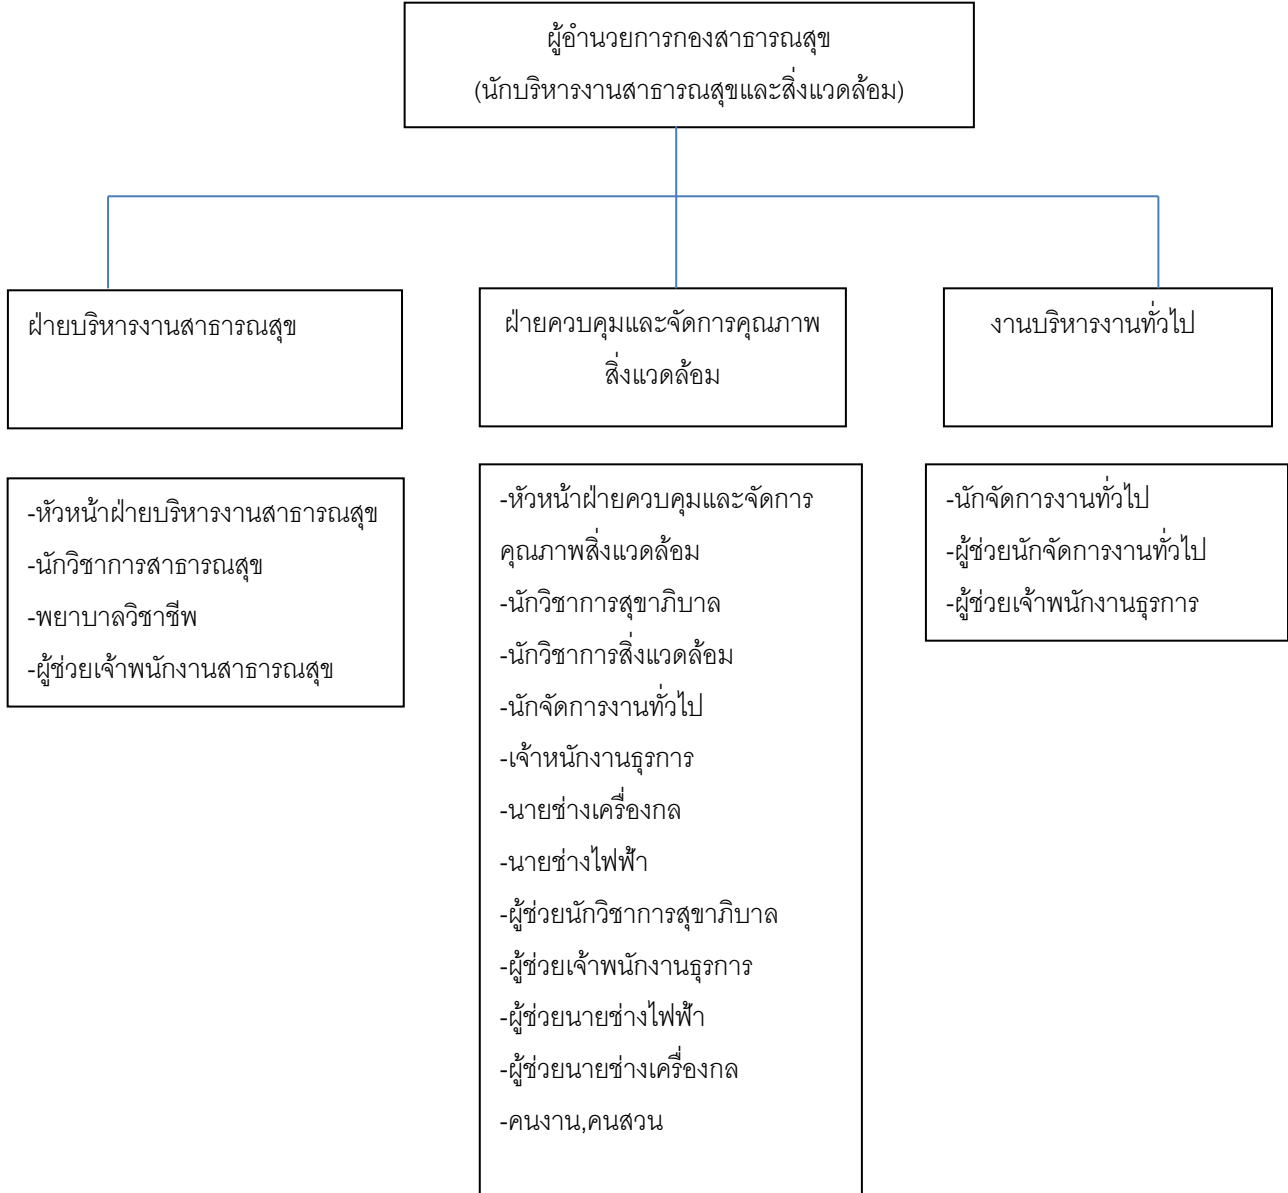 ผู้อำนวยการกองสาธารณสุข
(นักบริหารงานสาธารณสุขและสิ่งแวดล้อม)
ฝ่ายบริหารงานสาธารณสุข
ฝ่ายควบคุมและจัดการคุณภาพ
สิ่งแวดล้อม
งานบริหารงานทั่วไป
-หัวหน้าฝ่ายบริหารงานสาธารณสุข
-นักวิชาการสาธารณสุข
-พยาบาลวิชาชีพ
-ผู้ช่วยเจ้าพนักงานสาธารณสุข
-หัวหน้าฝ่ายควบคุมและจัดการ
คุณภาพสิ่งแวดล้อม
-นักวิชาการสุขาภิบาล
-นักวิชาการสิ่งแวดล้อม
-นักจัดการงานทั่วไป
-เจ้าหนักงานธุรการ
-นายช่างเครื่องกล
-นายช่างไฟฟ้า
-ผู้ช่วยนักวิชาการสุขาภิบาล
-ผู้ช่วยเจ้าพนักงานธุรการ
-ผู้ช่วยนายช่างไฟฟ้า
-ผู้ช่วยนายช่างเครื่องกล
-คนงาน,คนสวน
-นักจัดการงานทั่วไป
-ผู้ช่วยนักจัดการงานทั่วไป
-ผู้ช่วยเจ้าพนักงานธุรการ